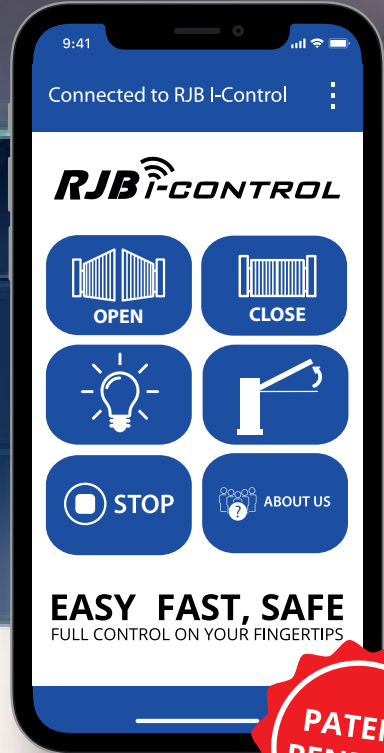 9:41
Connected to RJB I-Control
RJB i-CONTROL
OPEN
CLOSE
STOP
?
ABOUT US
EASY FAST, SAFE
FULL CONTROL ON YOUR FINGERTIPS